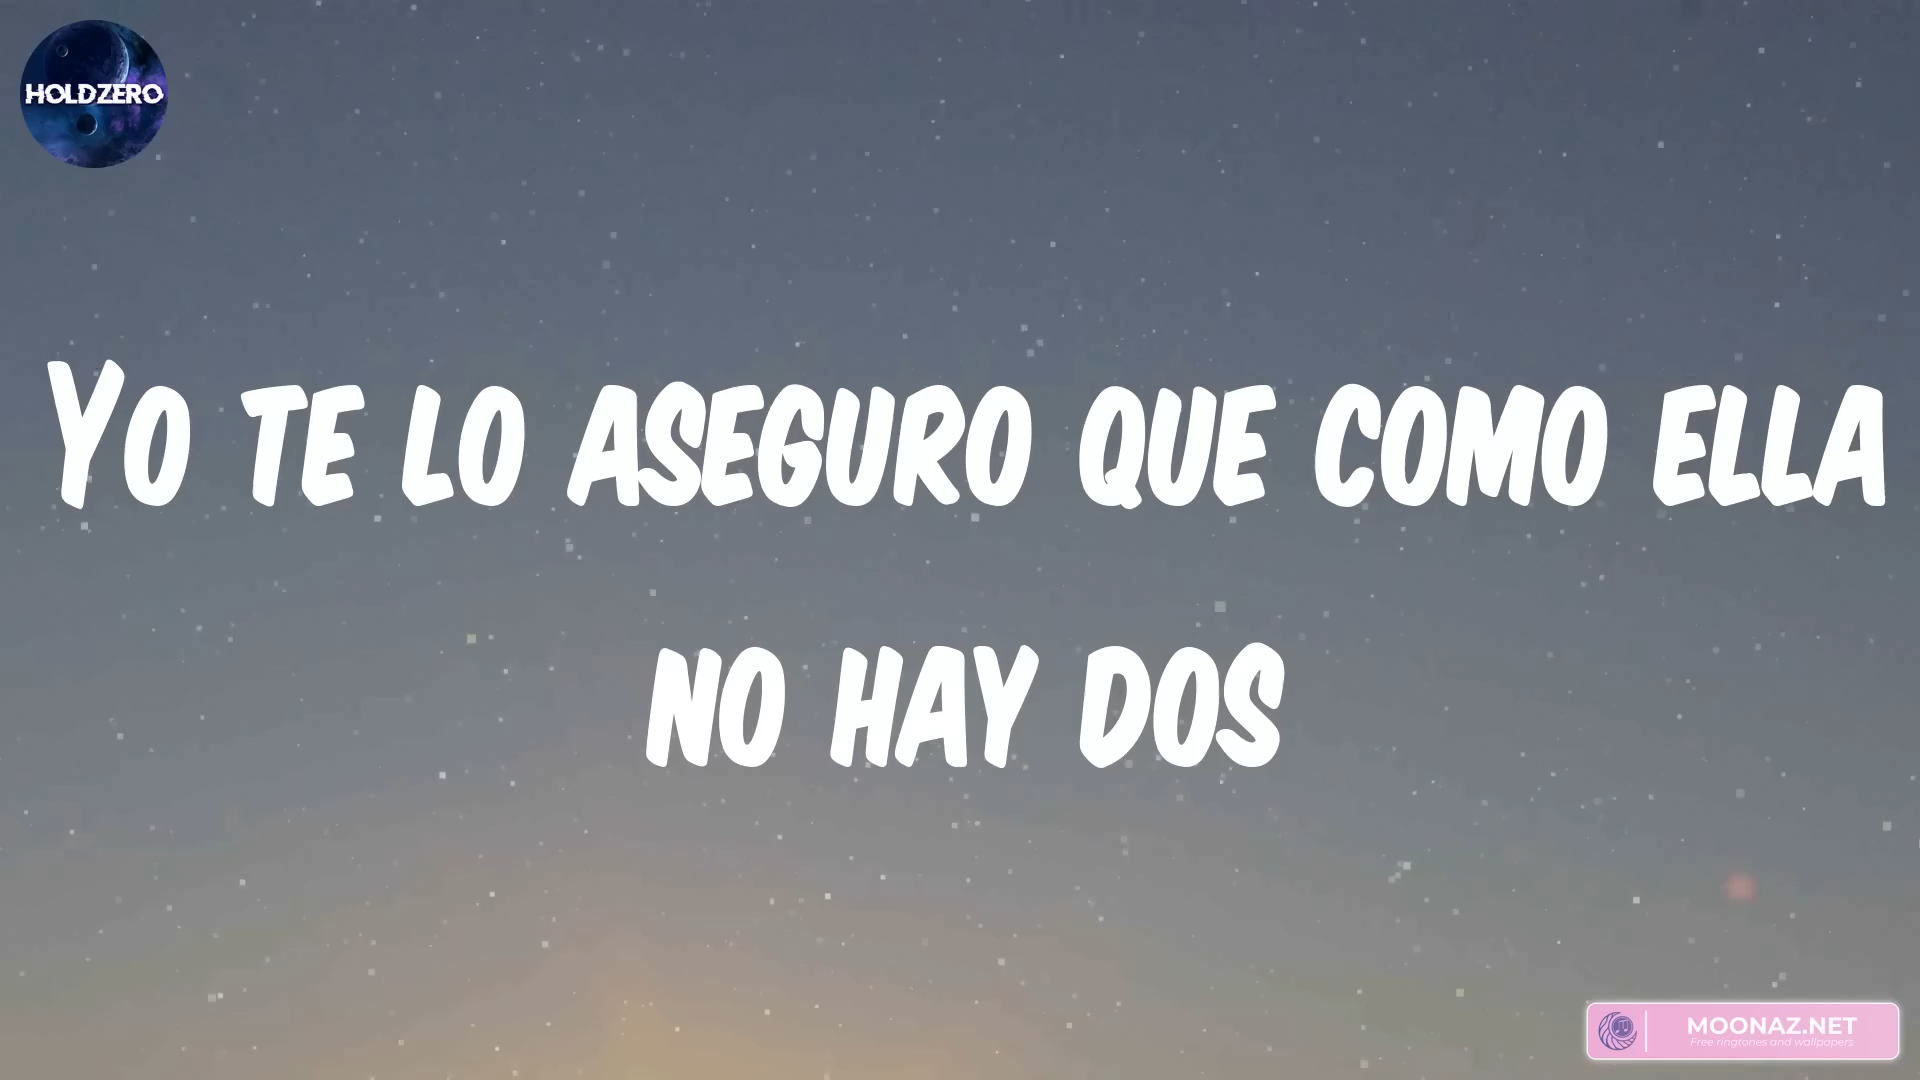 HOLDZERO
YO TE LO ASEGURO QUE COMO ELLA
NO HAY DOS
MOONAZ.NET
Free ringtones and wallpapers